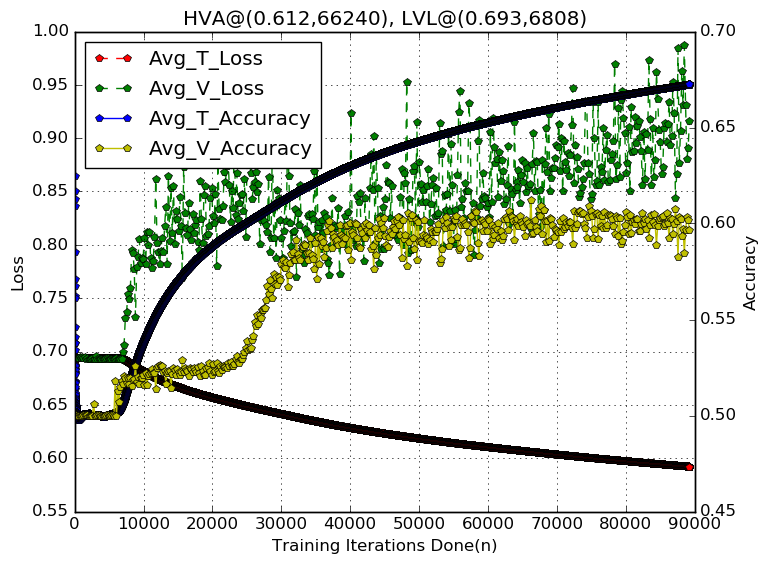 HVA@(0.612,66240), LVL@(0.693,6808)
Avg_T_Loss
Avg_V_Loss
Avg_T_Accuracy
Avg_V_Accuracy
1.00
0.95
0.90
0.85
0.80
0.75
0.70
0.65
0.60
0.55
Loss
0.70
0.65
0.60
0.55
0.50
0.45
Accuracy
0 10000 20000 30000 40000 50000 60000 70000 80000 90000
Training Iterations Done(n)